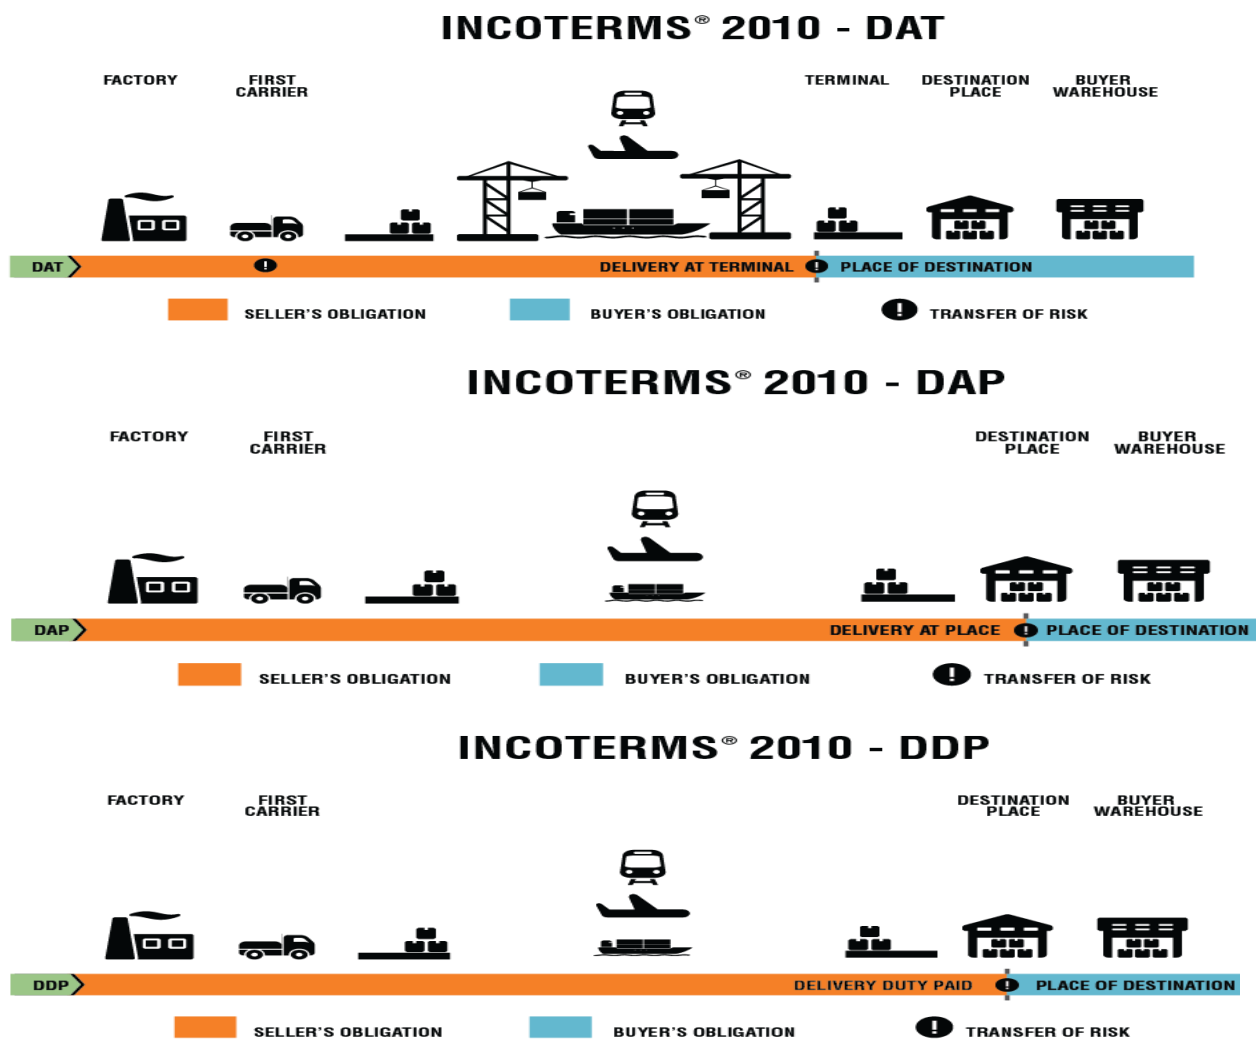 INCOTERMS® 2010 - DAT
FACTORY
FIRST
CARRIER
TERMINAL
DESTINATION
PLACE
BUYER
WAREHOUSE
DAT
!
DELIVERY AT TERMINAL
!
PLACE OF DESTINATION
SELLER'S OBLIGATION
BUYER'S OBLIGATION
!
TRANSFER OF RISK
INCOTERMS® 2010 - DAP
FACTORY
FIRST
CARRIER
DESTINATION
PLACE
BUYER
WAREHOUSE
DAP
DELIVERY AT PLACE
!
PLACE OF DESTINATION
SELLER'S OBLIGATION
BUYER'S OBLIGATION
!
TRANSFER OF RISK
INCOTERMS® 2010 - DDP
FACTORY
FIRST
CARRIER
DESTINATION
PLACE
BUYER
WAREHOUSE
DDP
DELIVERY DUTY PAID
!
PLACE OF DESTINATION
SELLER'S OBLIGATION
BUYER'S OBLIGATION
!
TRANSFER OF RISK